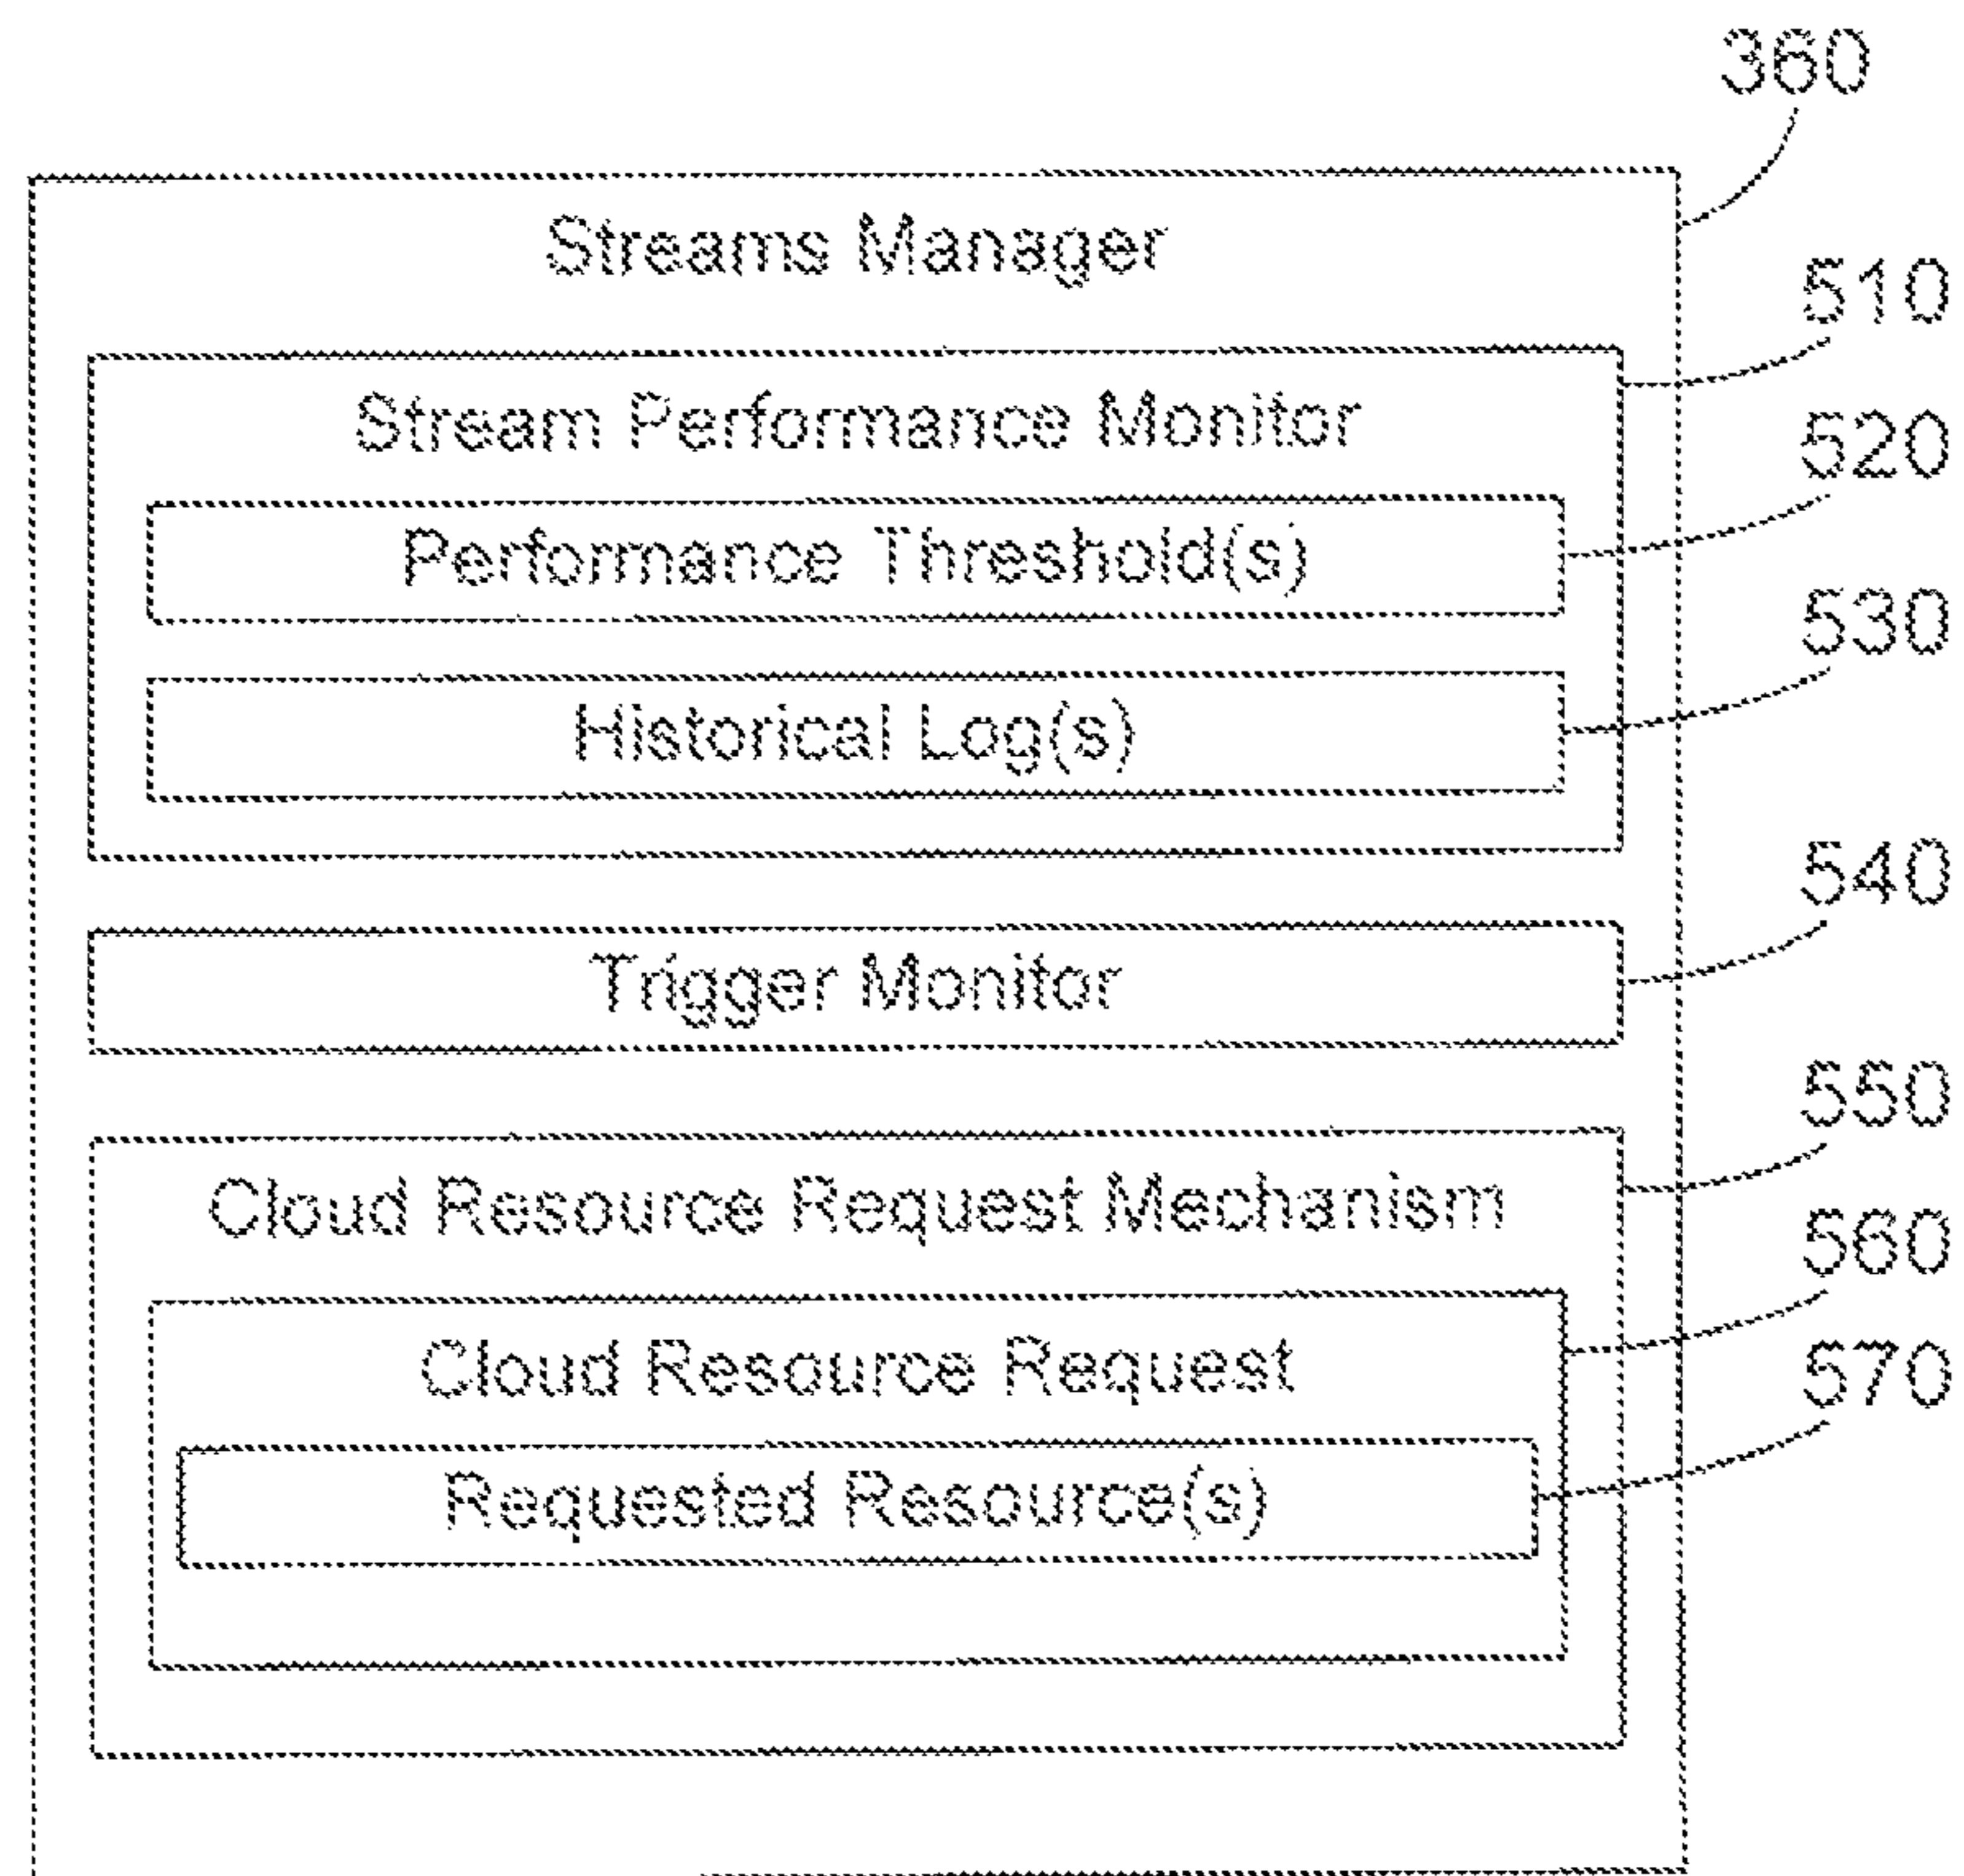 360
Streams Manager
510
Stream Performance Monitor
520
Performance Threshold(s)
530
Historical Log(s)
540
Trigger Monitor
550
Cloud Resource Request Mechanism
560
Cloud Resource Request
570
Requested Resource(s)